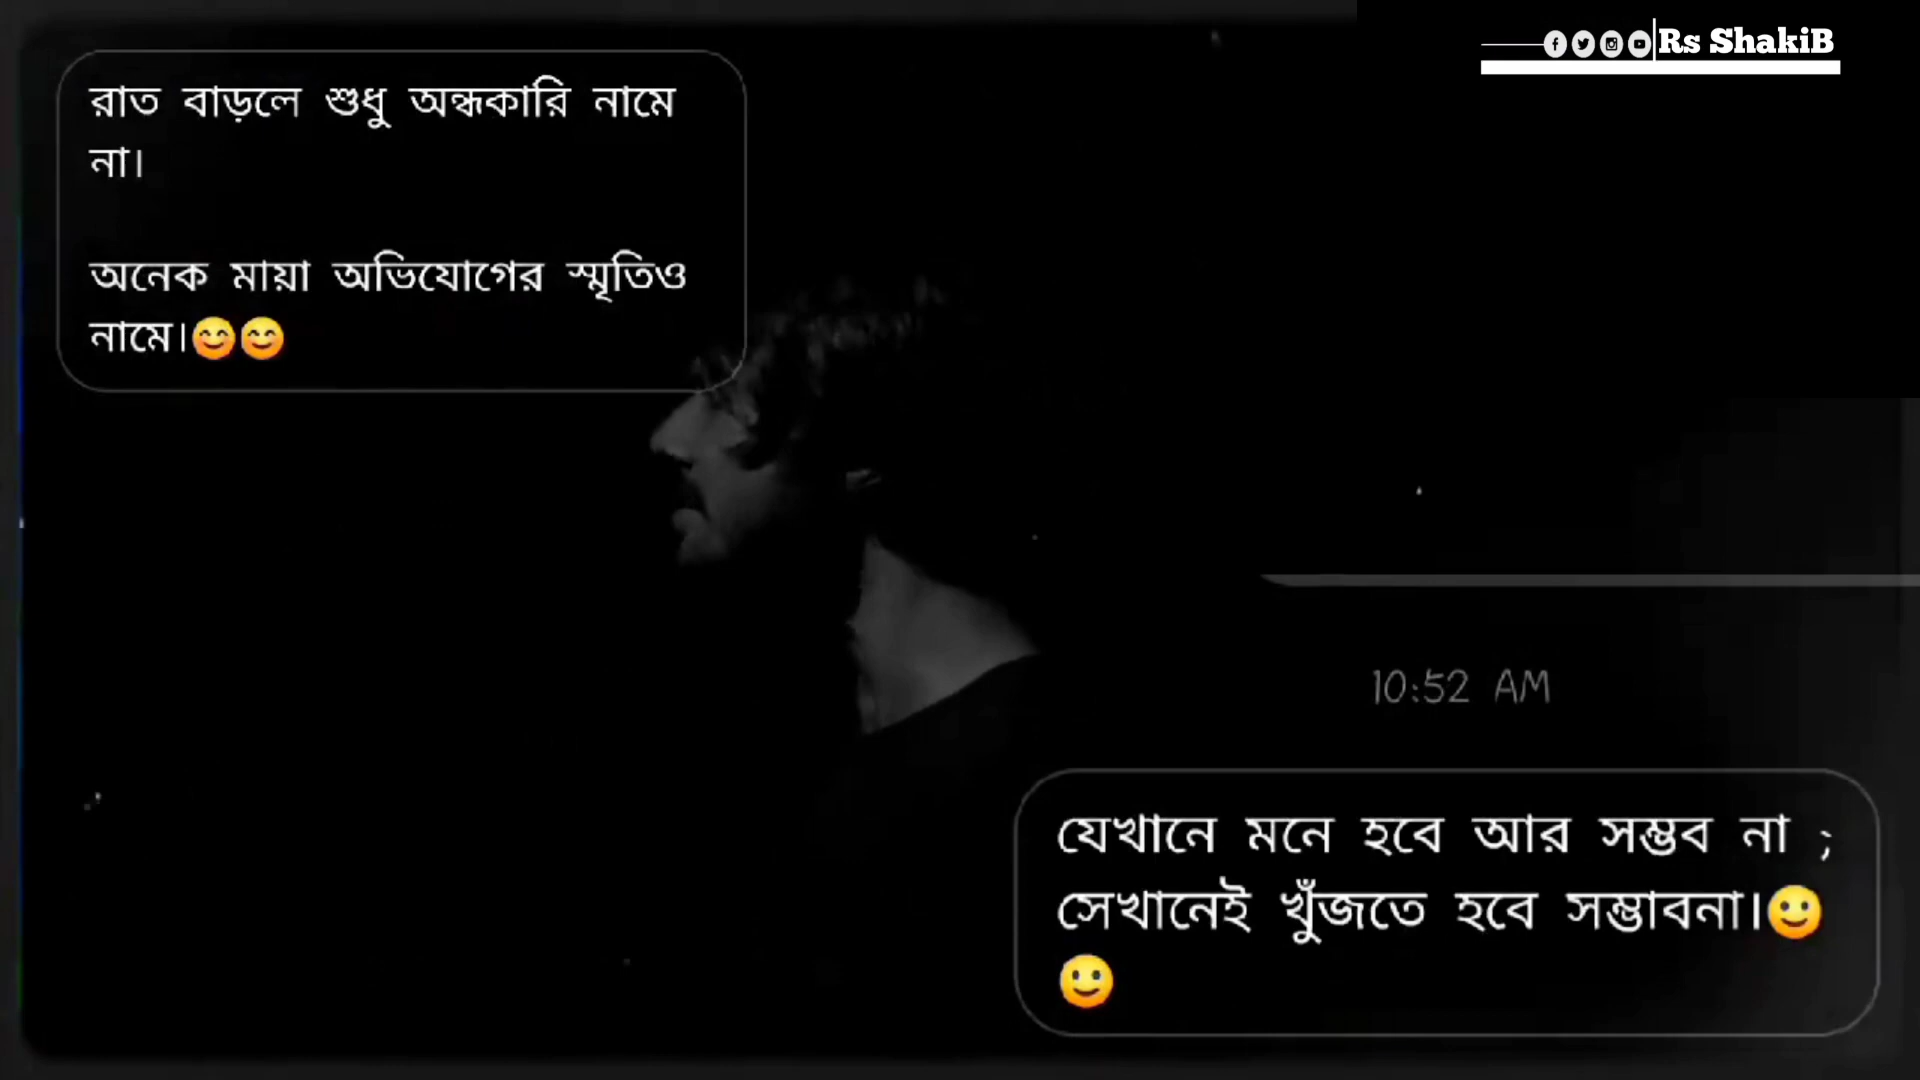 Rs ShakiB
রাত বাড়লে শুধু অন্ধকারি নামে
না।
অনেক মায়া অভিযোগের স্মৃতিও
নামে।😊😊
10:52 AM
যেখানে মনে হবে আর সম্ভব না ;
সেখানেই খুঁজতে হবে সম্ভাবনা।🙂
🙂